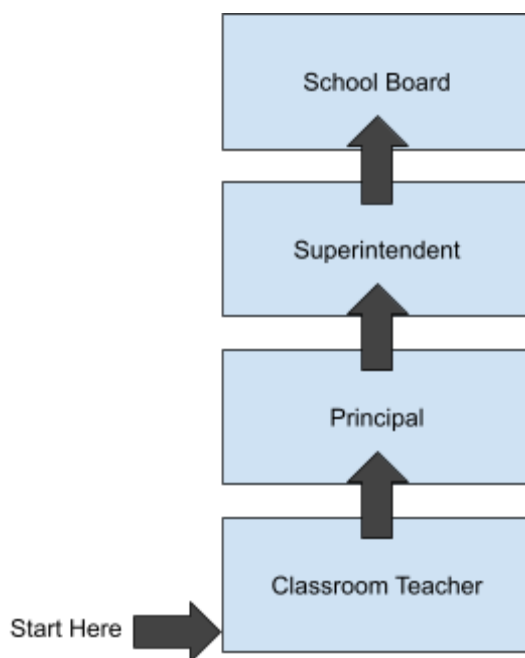 School Board
Superintendent
Principal
Classroom Teacher
Start Here